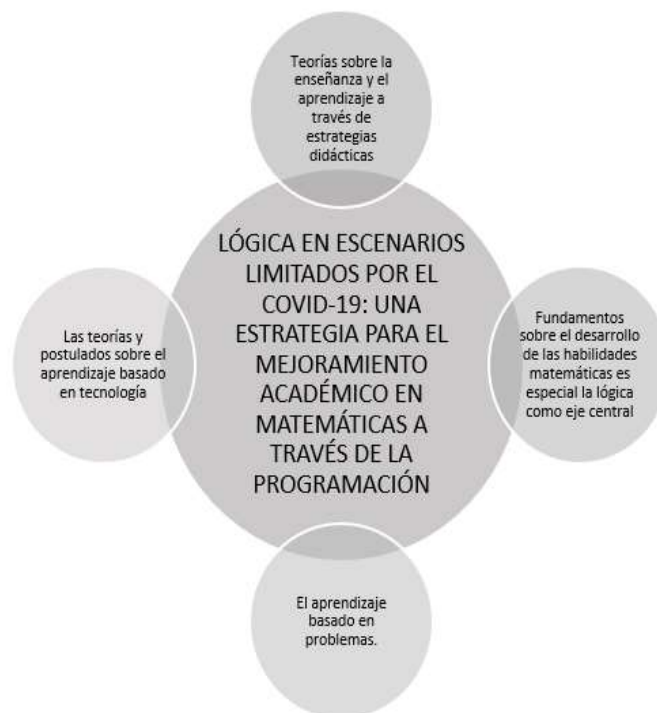 Teorías sobre la
enseñanza y el
aprendizaje a
través de
estrategias
didácticas
LÓGICA EN ESCENARIOS
LIMITADOS POR EL
COVID-19: UNA
ESTRATEGIA PARA EL
MEJORAMIENTO
ACADÉMICO EN
MATEMÁTICAS A
TRAVÉS DE LA
PROGRAMACIÓN
Las teorías y
postulados sobre el
aprendizaje basado
en tecnología
Fundamentos
sobre el desarrollo
de las habilidades
matemáticas es
especial la lógica
como eje central
El aprendizaje
basado en
problemas.